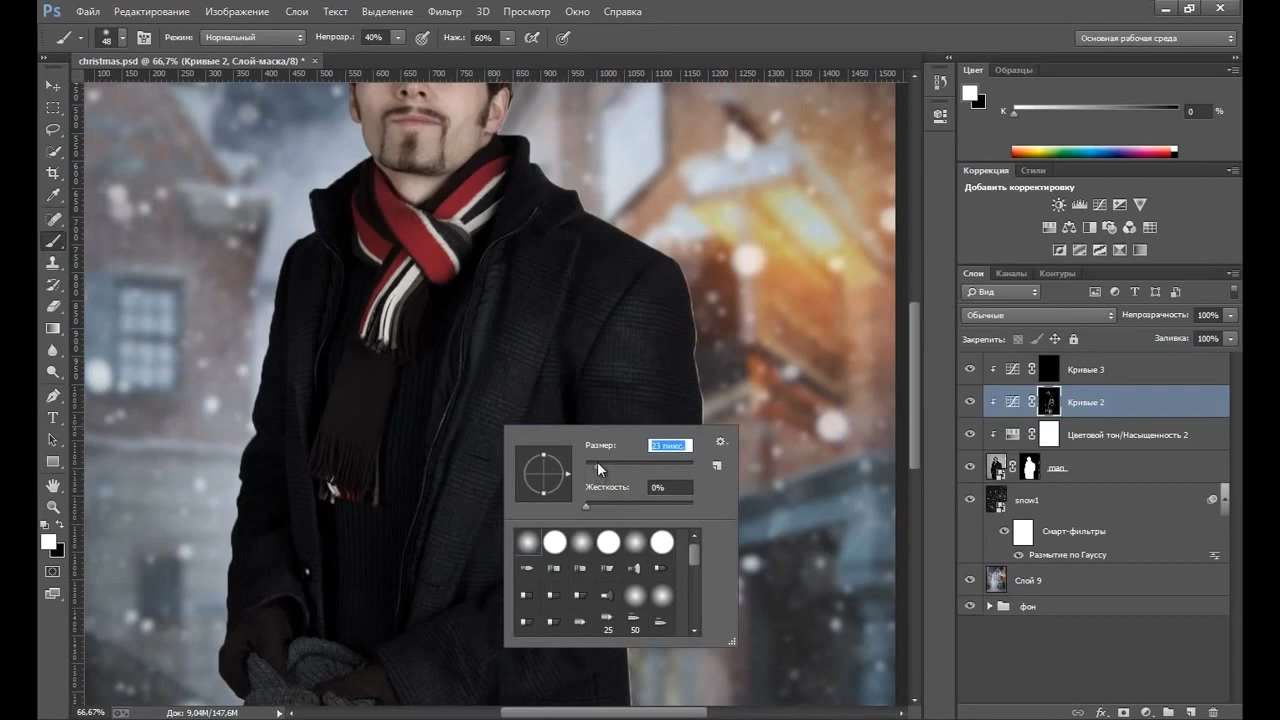 Ps Файл Редактирование Изображение Слои Текст Выделение Фильтр 3D Просмотр Окно Справка
48 Режим: Нормальный Непрозр.: 40% Наж.: 60% Основная рабочая среда
christmas.psd @ 66,7% (Кривые 2, Слой-маска/8) * ×
100 150 200 250 300 350 400 450 500 550 600 650 700 750 800 850 900 950 1000 1050 1100 1150 1200 1250 1300 1350 1400 1450 1500
Цвет Образцы
K 0 %
Коррекция Стили
Добавить корректировку
Слои Каналы Контуры
Вид
Обычные Непрозрачность: 100%
Закрепить: Заливка: 100%
Кривые 3
Кривые 2
Цветовой тон/Насыщенность 2
man
snow1
Смарт-фильтры
Размытие по Гауссу
Слой 9
фон
Размер: 23 пикс.
Жесткость: 0%
25 50
66,67% Док: 9,04M/147,6M
fx